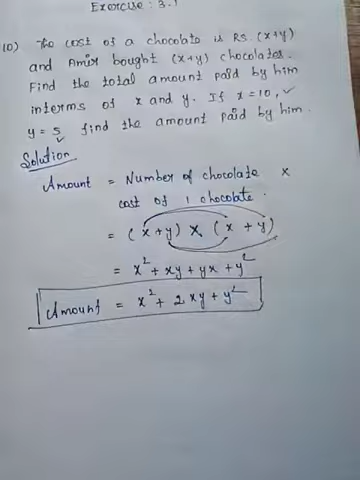 Exercise : 3.1
10) The cost of a chocolate is Rs. (x+y)
and Amir bought (x+y) chocolates.
Find the total amount paid by him
interms of x and y. If x = 10, ✓
y = 5 find the amount paid by him.
Solution
Amount = Number of chocolate ×
cost of 1 chocolate.
= (x+y) × (x+y)
= x² + xy + yx + y²
Amount = x² + 2xy + y²